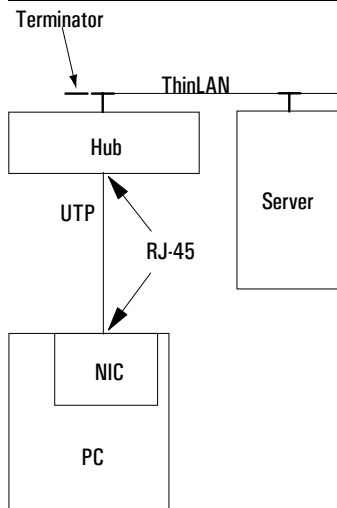 Terminator
ThinLAN
Hub
Server
UTP
RJ-45
NIC
PC